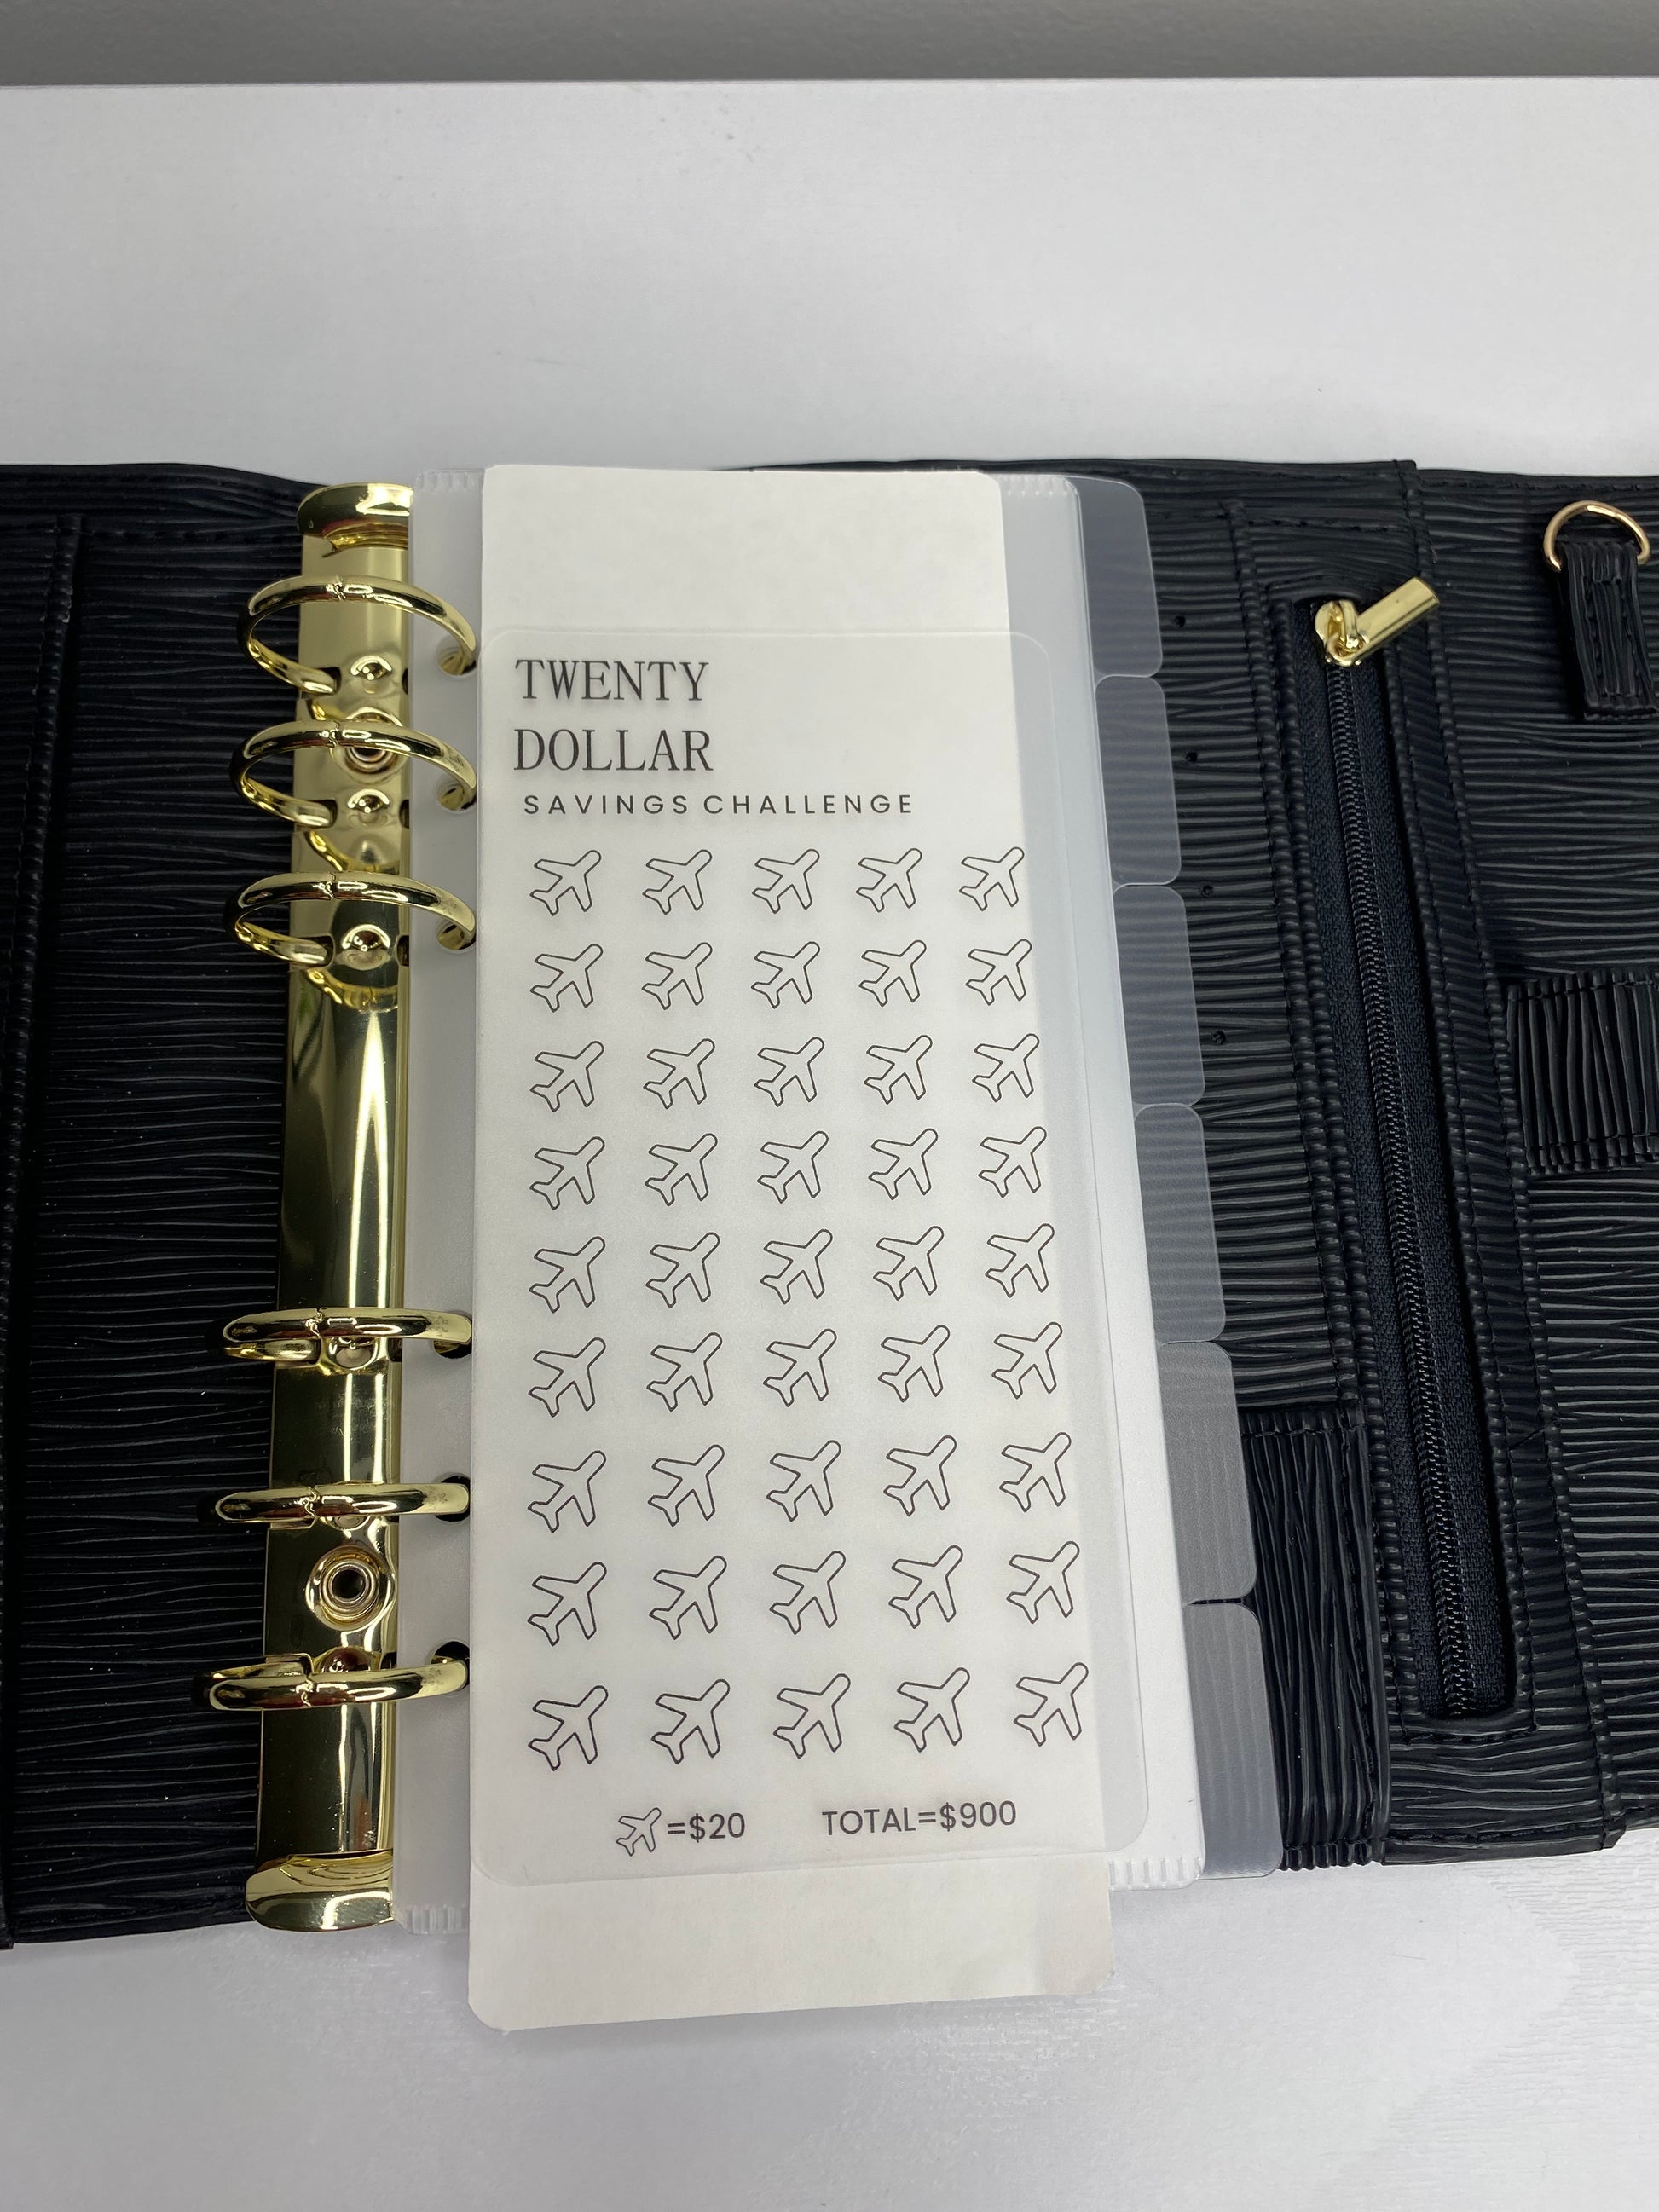 TWENTY
DOLLAR
SAVINGS CHALLENGE
=$20 TOTAL=$900